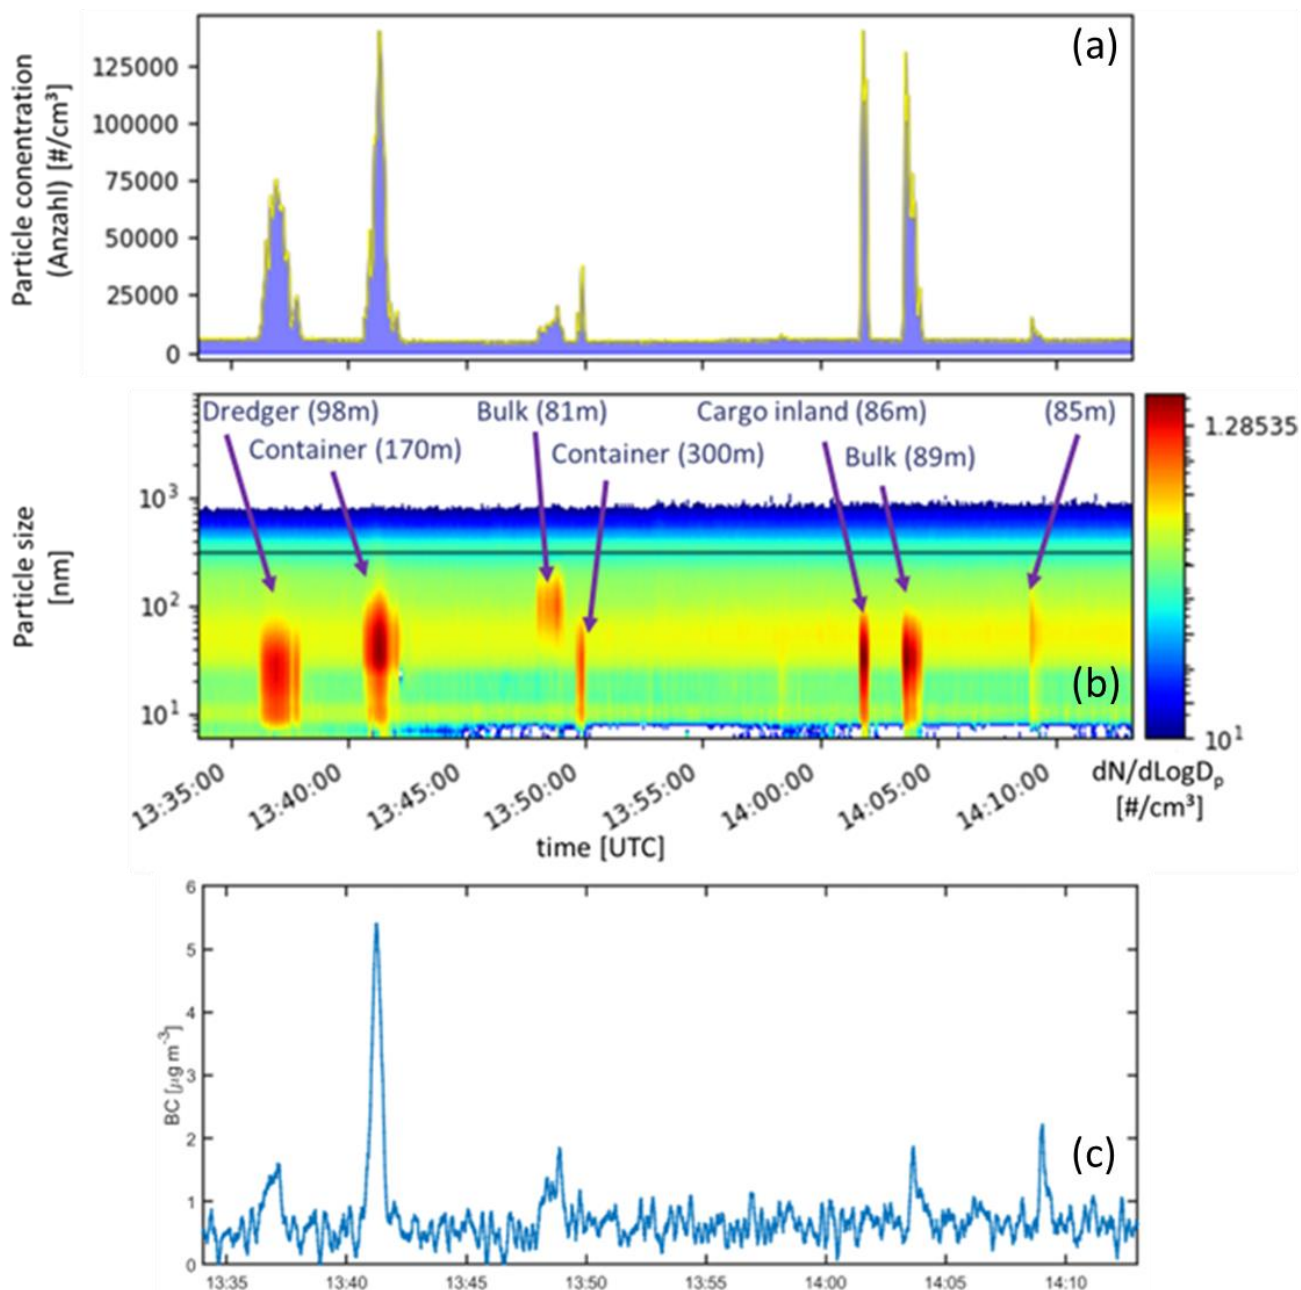 (a)
Particle conentration
(Anzahl) [#/cm³]
125000
100000
75000
50000
25000
0
Dredger (98m)
Bulk (81m)
Cargo inland (86m)
(85m)
Container (170m)
Container (300m)
Bulk (89m)
1.28535
Particle size
[nm]
10³
10²
10¹
(b)
10¹
dN/dLogDₚ
[#/cm³]
13:35:00
13:40:00
13:45:00
13:50:00
13:55:00
14:00:00
14:05:00
14:10:00
time [UTC]
BC [μg m⁻³]
6
5
4
3
2
1
0
(c)
13:35
13:40
13:45
13:50
13:55
14:00
14:05
14:10